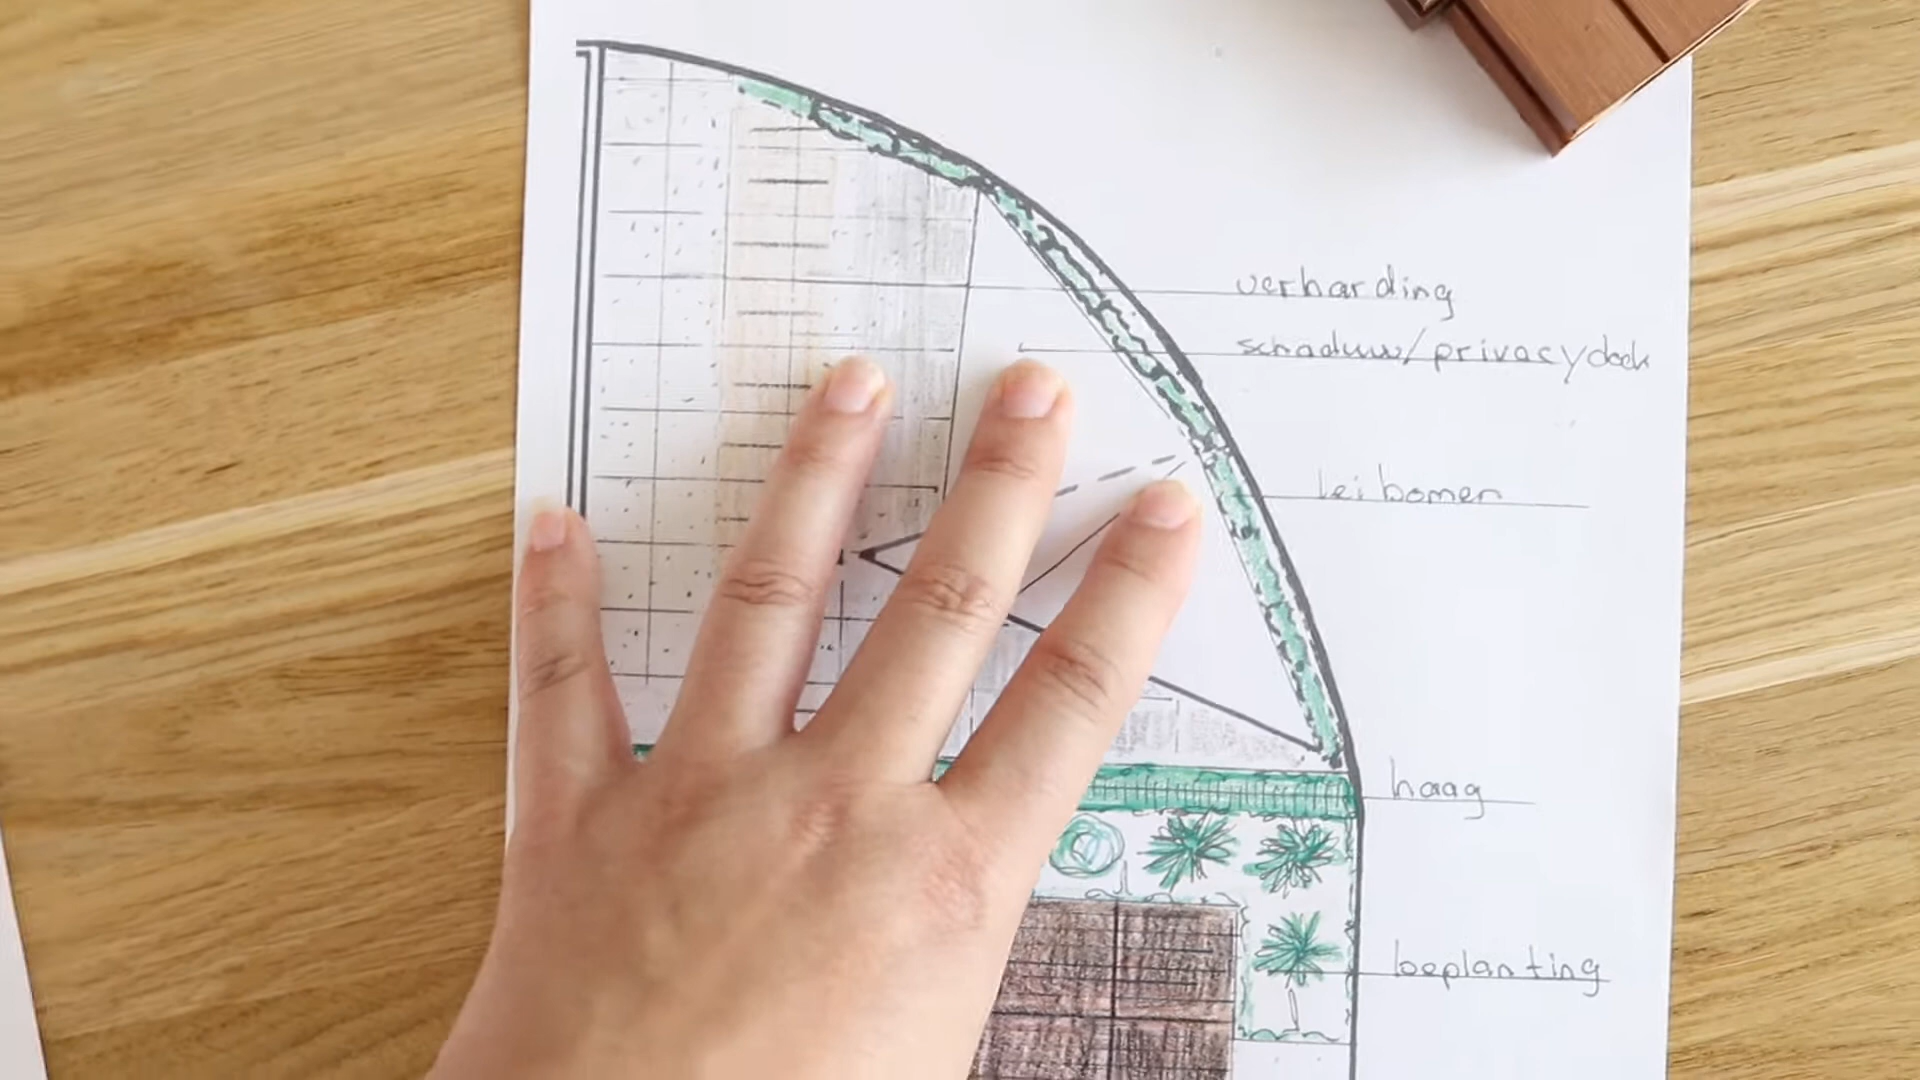 verharding
schaduw/privacydoek
leibomen
haag
beplanting